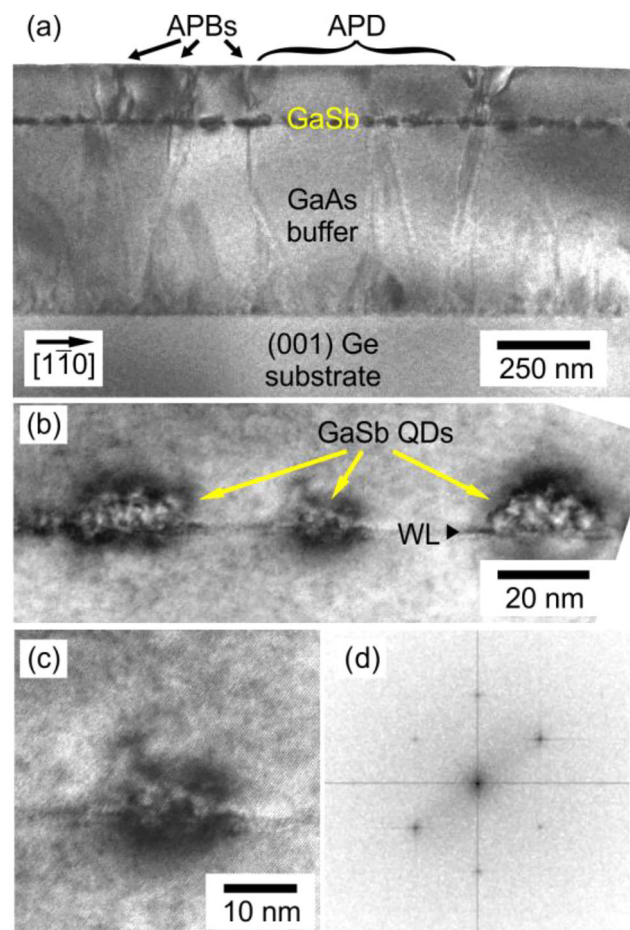 (a)
APBs
APD
GaSb
GaAs
buffer
[11̄0]
(001) Ge
substrate
250 nm
(b)
GaSb QDs
WL
20 nm
(c)
10 nm
(d)